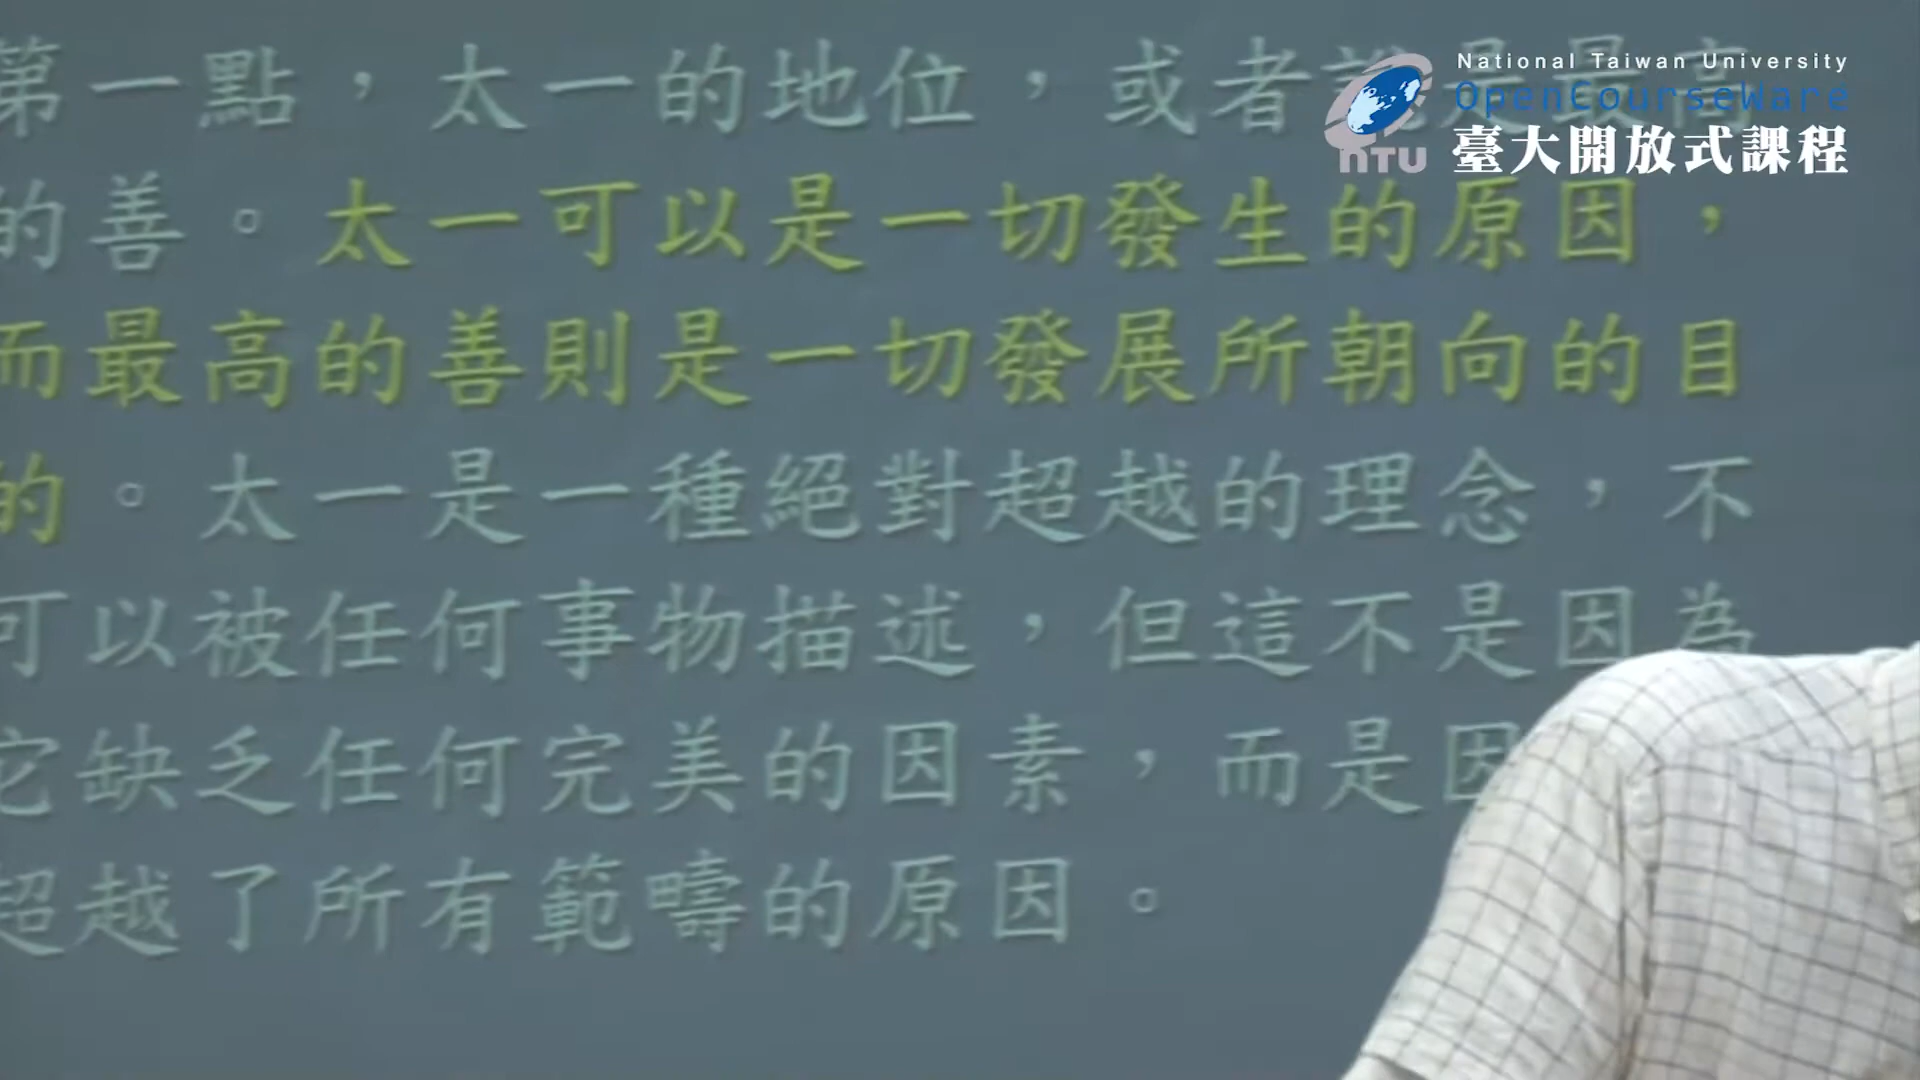 第一點，太一的地位，或者說是最高
的善。太一可以是一切發生的原因，
而最高的善則是一切發展所朝向的目
的。太一是一種絕對超越的理念，不
可以被任何事物描述，但這不是因為
它缺乏任何完美的因素，而是因
超越了所有範疇的原因。
National Taiwan University
OpenCourseWare
臺大開放式課程
NTU